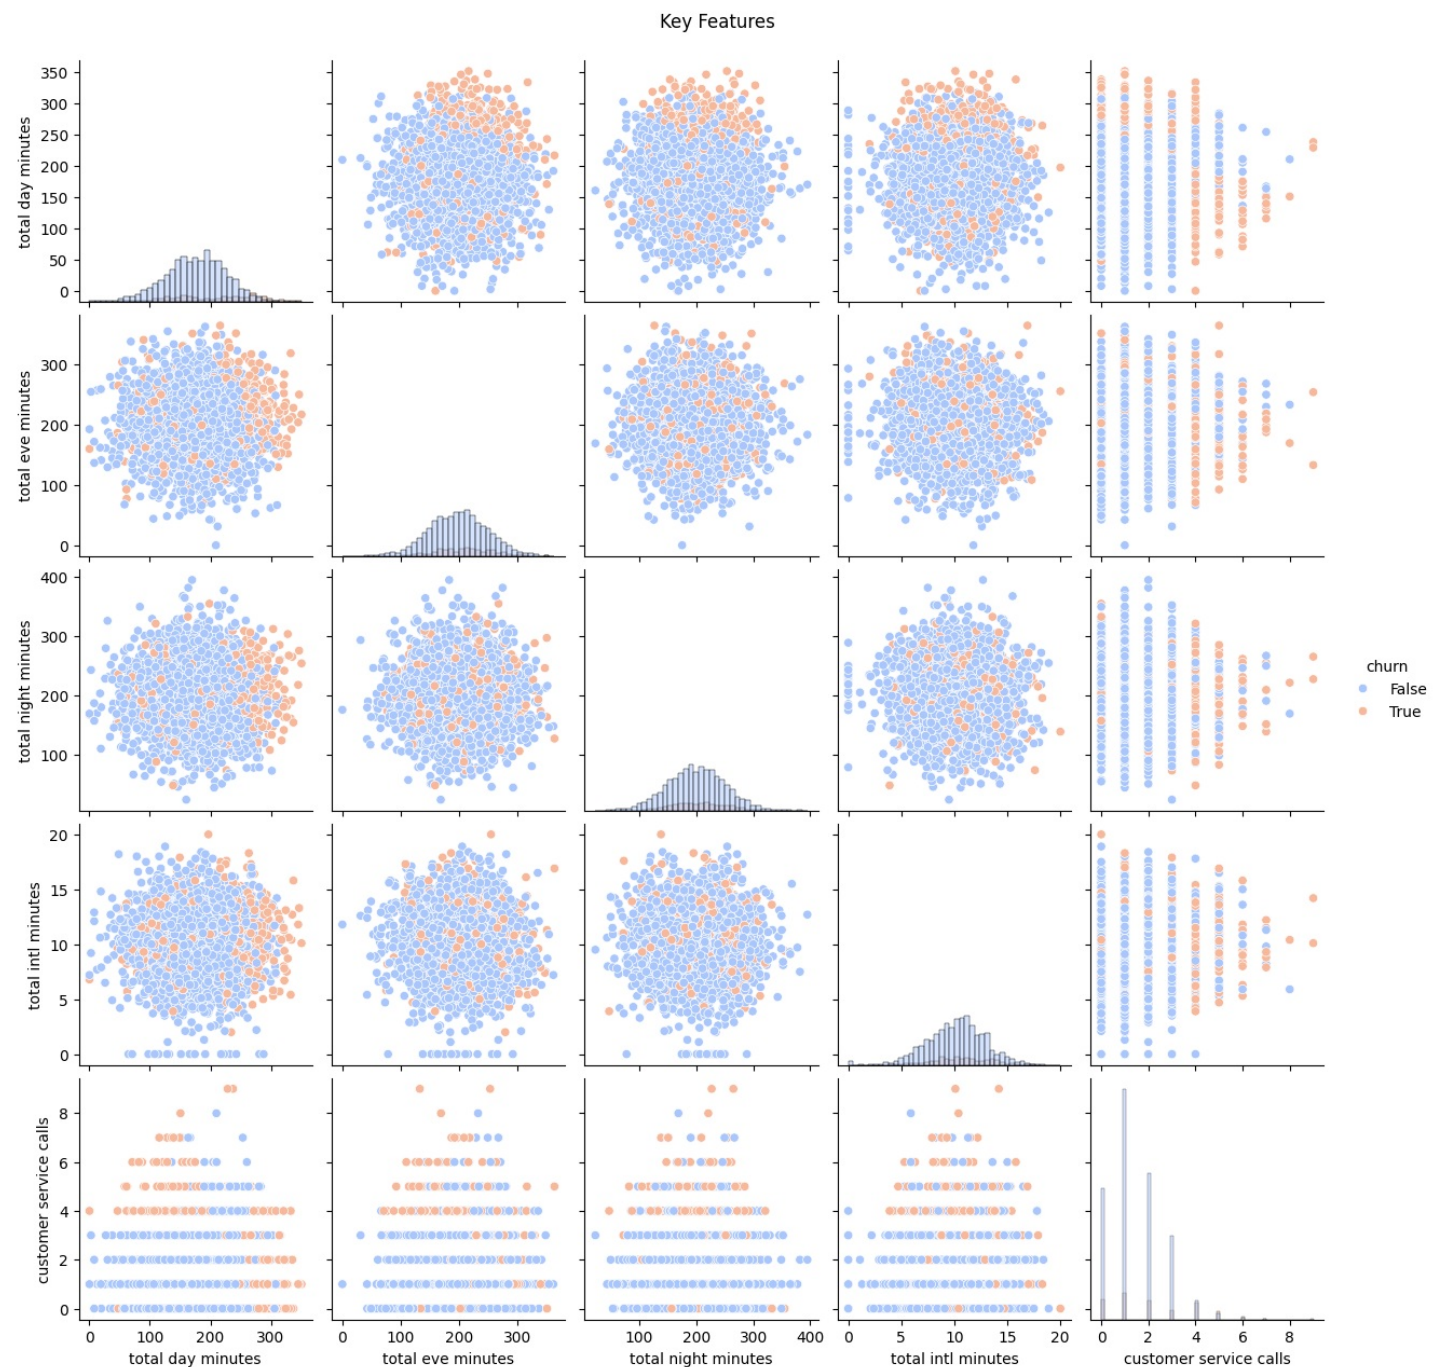 Key Features
total day minutes
350
300
250
200
150
100
50
0
total eve minutes
300
200
100
0
total night minutes
400
300
200
100
churn
False
True
total intl minutes
20
15
10
5
0
customer service calls
8
6
4
2
0
0 100 200 300
0 100 200 300
100 200 300 400
0 5 10 15 20
0 2 4 6 8
total day minutes
total eve minutes
total night minutes
total intl minutes
customer service calls